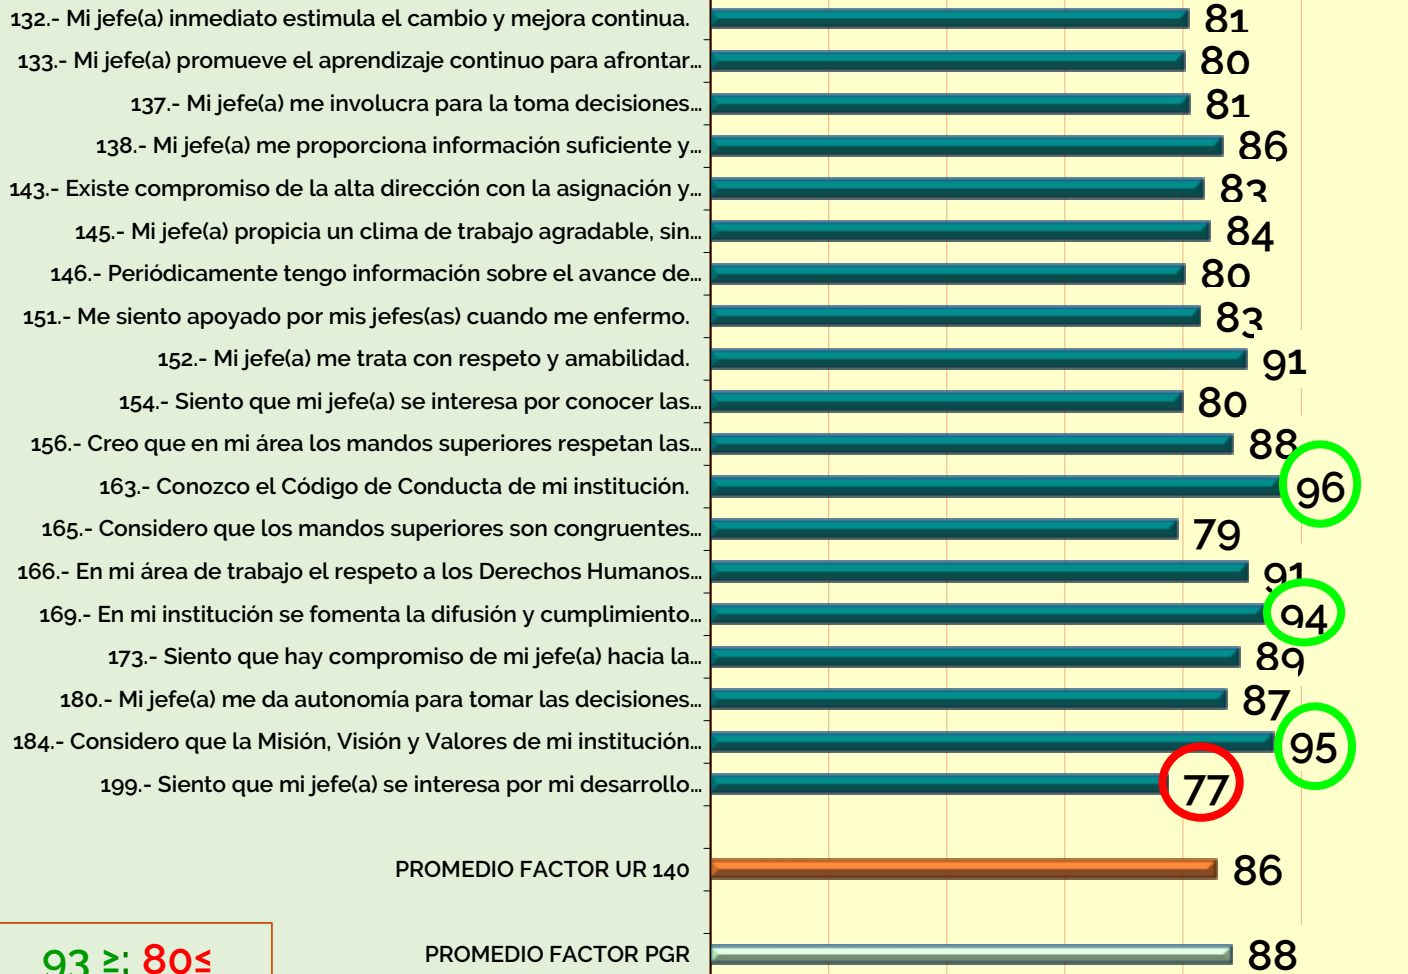 132.- Mi jefe(a) inmediato estimula el cambio y mejora continua. 81
133.- Mi jefe(a) promueve el aprendizaje continuo para afrontar… 80
137.- Mi jefe(a) me involucra para la toma decisiones… 81
138.- Mi jefe(a) me proporciona información suficiente y… 86
143.- Existe compromiso de la alta dirección con la asignación y… 83
145.- Mi jefe(a) propicia un clima de trabajo agradable, sin… 84
146.- Periódicamente tengo información sobre el avance de… 80
151.- Me siento apoyado por mis jefes(as) cuando me enfermo. 83
152.- Mi jefe(a) me trata con respeto y amabilidad. 91
154.- Siento que mi jefe(a) se interesa por conocer las… 80
156.- Creo que en mi área los mandos superiores respetan las… 88
163.- Conozco el Código de Conducta de mi institución. 96
165.- Considero que los mandos superiores son congruentes… 79
166.- En mi área de trabajo el respeto a los Derechos Humanos… 91
169.- En mi institución se fomenta la difusión y cumplimiento… 94
173.- Siento que hay compromiso de mi jefe(a) hacia la… 89
180.- Mi jefe(a) me da autonomía para tomar las decisiones… 87
184.- Considero que la Misión, Visión y Valores de mi institución… 95
199.- Siento que mi jefe(a) se interesa por mi desarrollo… 77
PROMEDIO FACTOR UR 140 86
PROMEDIO FACTOR PGR 88
93 ≥; 80≤